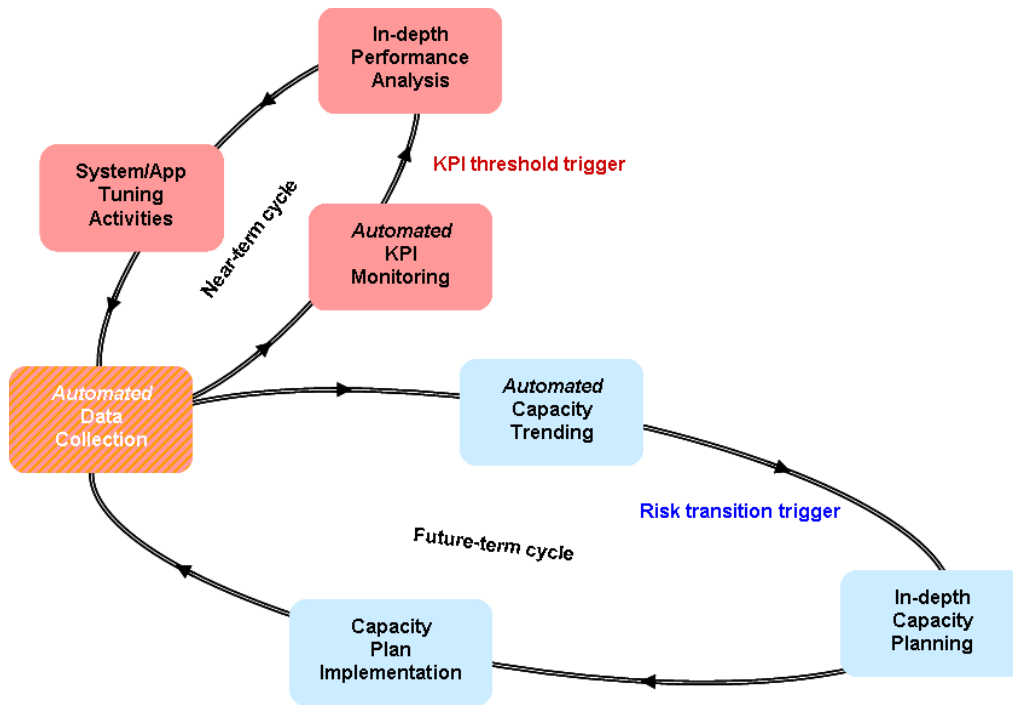 In-depth
Performance
Analysis
KPI threshold trigger
System/App
Tuning
Activities
Near-term cycle
Automated
KPI
Monitoring
Automated
Data
Collection
Automated
Capacity
Trending
Risk transition trigger
Future-term cycle
In-depth
Capacity
Planning
Capacity
Plan
Implementation